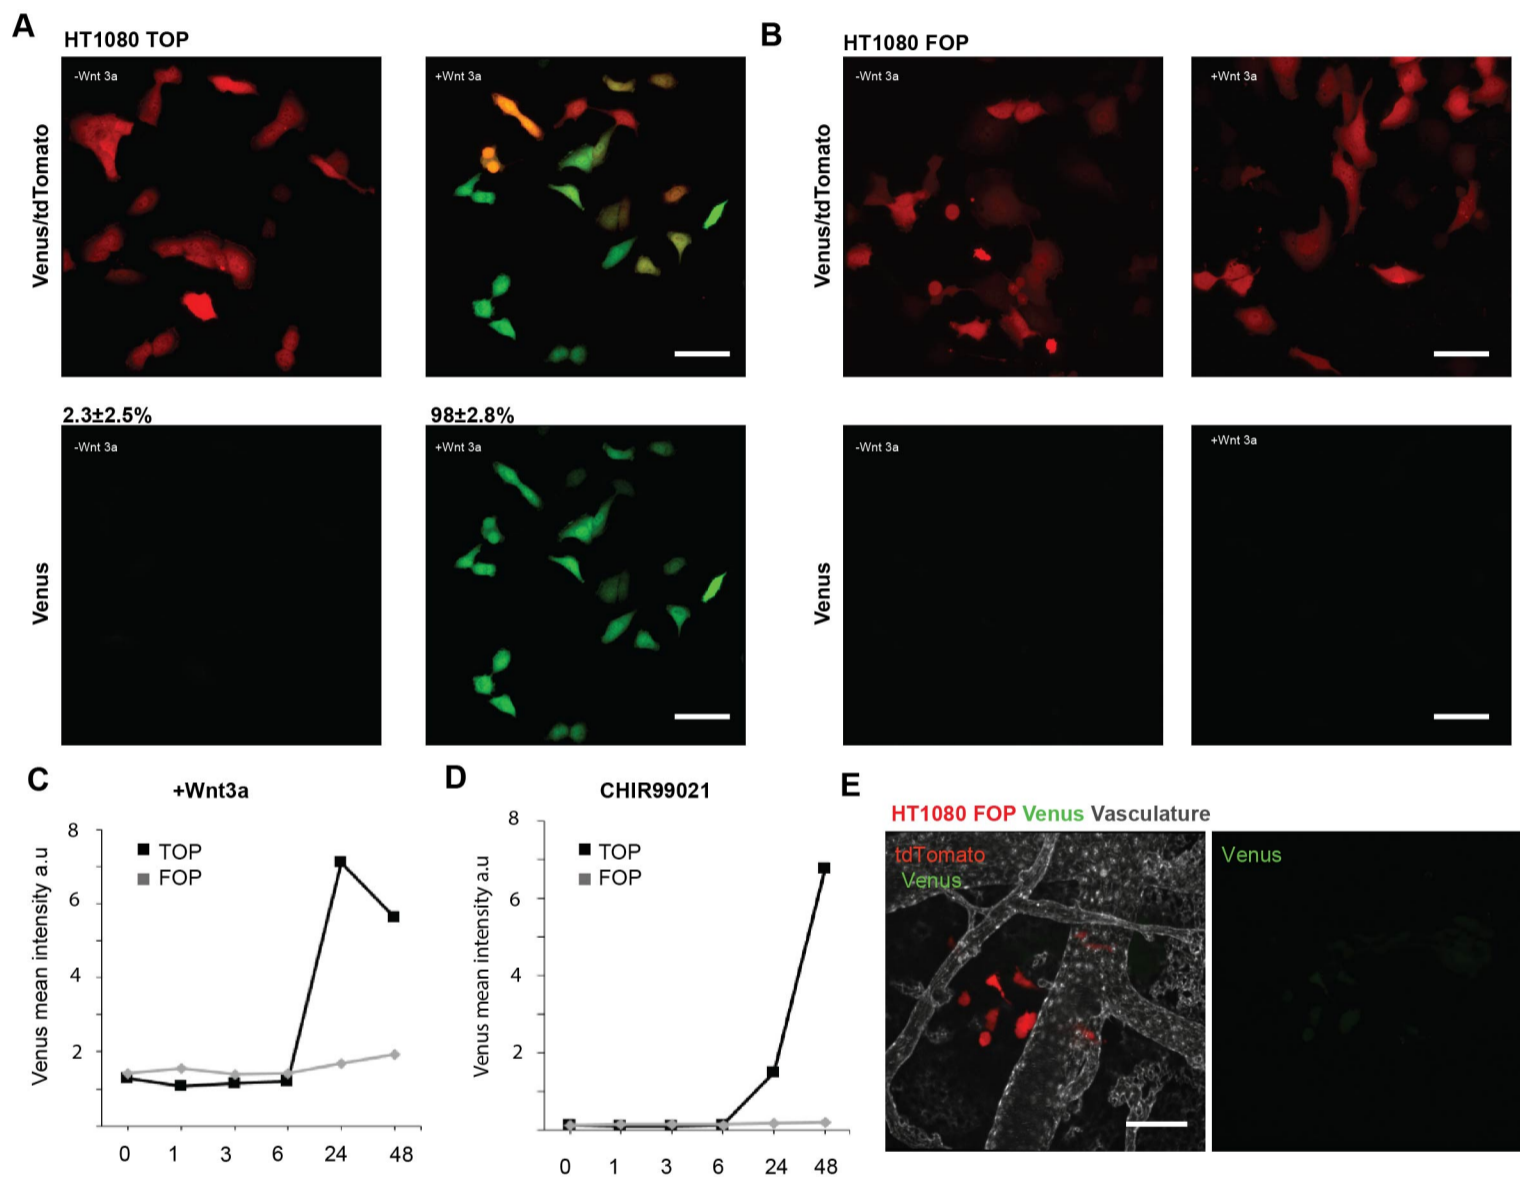 A
HT1080 TOP
-Wnt 3a
+Wnt 3a
Venus/tdTomato
2.3±2.5%
98±2.8%
-Wnt 3a
+Wnt 3a
Venus
B
HT1080 FOP
-Wnt 3a
+Wnt 3a
Venus/tdTomato
-Wnt 3a
+Wnt 3a
Venus
C
+Wnt3a
Venus mean intensity a.u
8
6
4
2
TOP
FOP
0 1 3 6 24 48
D
CHIR99021
Venus mean intensity a.u
8
6
4
2
TOP
FOP
0 1 3 6 24 48
E
HT1080 FOP Venus Vasculature
tdTomato
Venus
Venus